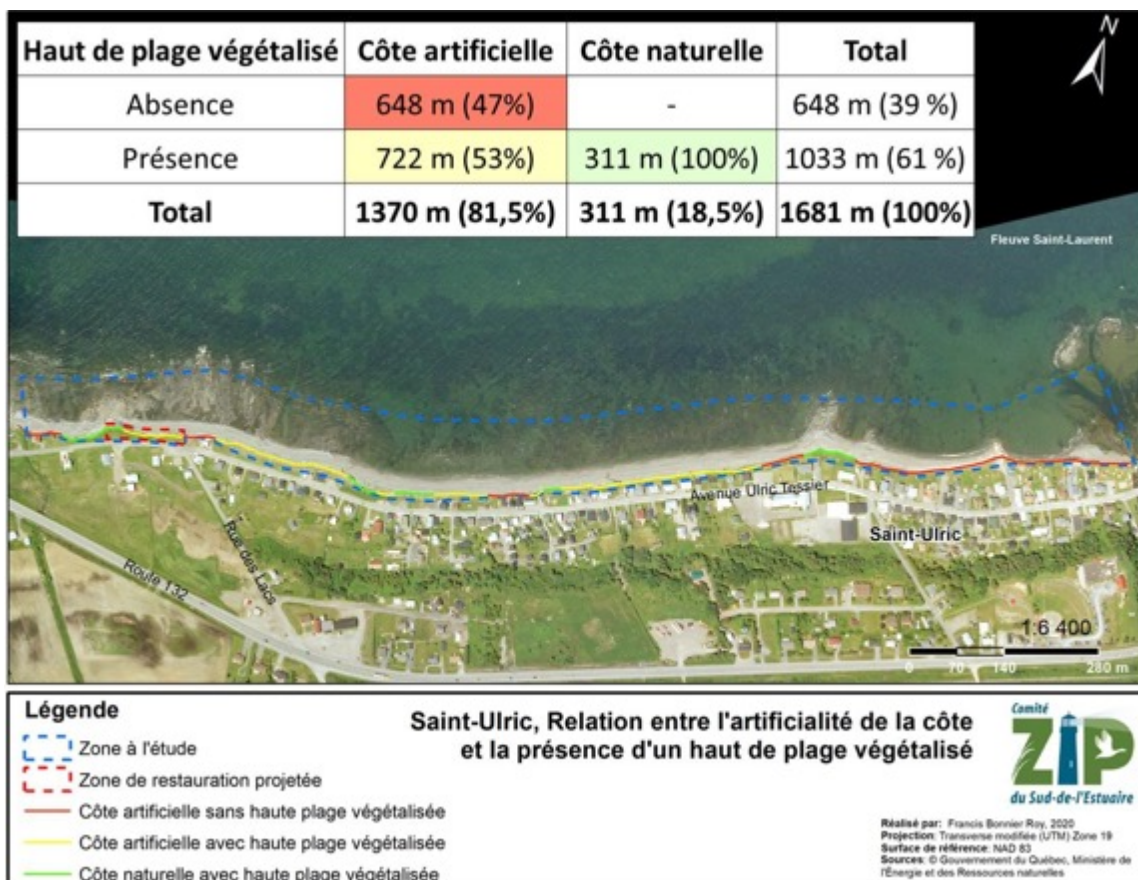 Haut de plage végétalisé Côte artificielle Côte naturelle Total
Absence 648 m (47%) - 648 m (39 %)
Présence 722 m (53%) 311 m (100%) 1033 m (61 %)
Total 1370 m (81,5%) 311 m (18,5%) 1681 m (100%)
N
Fleuve Saint-Laurent
Avenue Ulric Tessier
Saint-Ulric
Rue des Lacs
Route 132
1:6 400
0 70 140 280 m
Légende
Zone à l'étude
Zone de restauration projetée
Côte artificielle sans haute plage végétalisée
Côte artificielle avec haute plage végétalisée
Côte naturelle avec haute plage végétalisée
Saint-Ulric, Relation entre l'artificialité de la côte
et la présence d'un haut de plage végétalisé
Comité
ZIP
du Sud-de-l'Estuaire
Réalisé par: Francis Bonnier Roy, 2020
Projection: Transverse modifiée (UTM) Zone 19
Surface de référence: NAD 83
Sources: © Gouvernement du Québec, Ministère de
l'Énergie et des Ressources naturelles